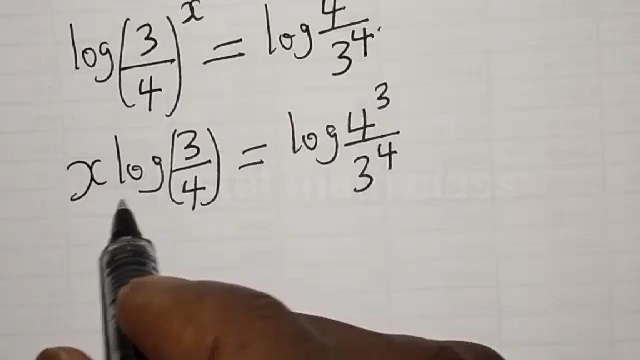 log(3/4)^x = log 4/3^4
x log(3/4) = log 4^3/3^4